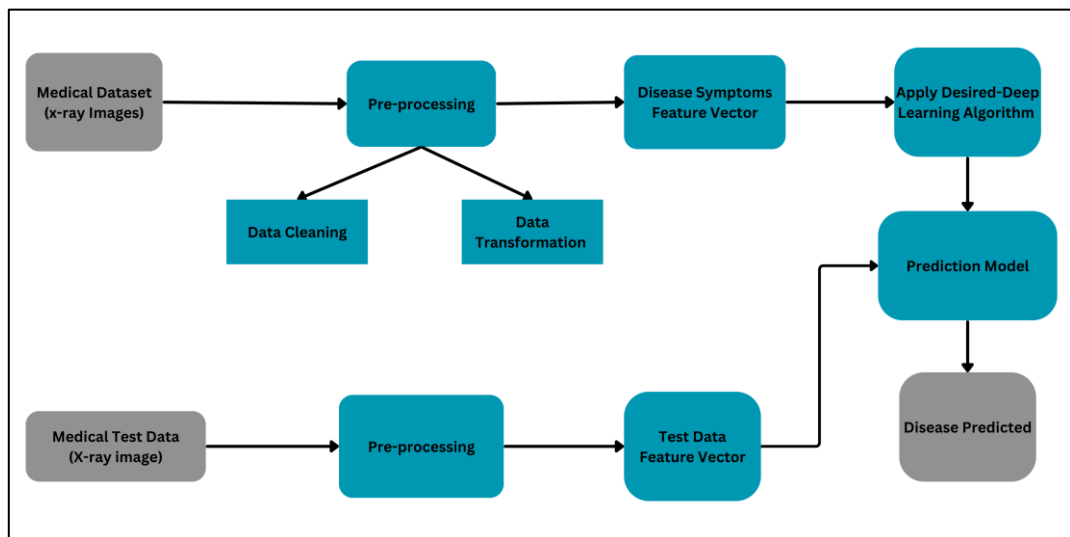 Medical Dataset
(x-ray Images)
Pre-processing
Disease Symptoms
Feature Vector
Apply Desired-Deep
Learning Algorithm
Data Cleaning
Data
Transformation
Prediction Model
Medical Test Data
(X-ray image)
Pre-processing
Test Data
Feature Vector
Disease Predicted